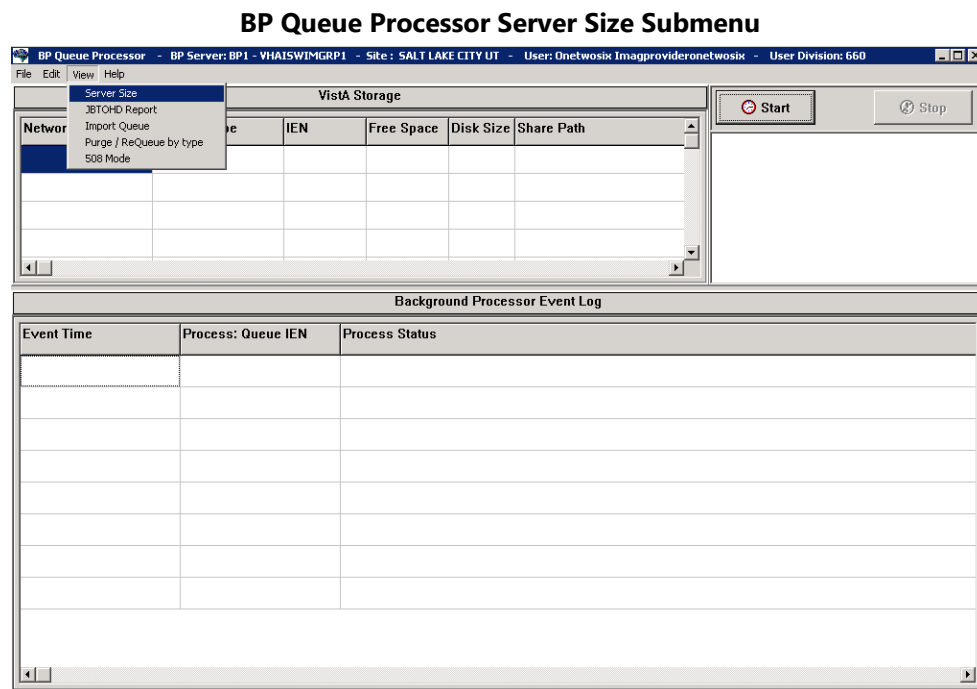 BP Queue Processor Server Size Submenu
BP Queue Processor - BP Server: BP1 - VHAISWIMGRP1 - Site : SALT LAKE CITY UT - User: Onetwosix Imagprovideronetwosix - User Division: 660
File Edit View Help
Server Size
JBTOHD Report
Import Queue
Purge / ReQueue by type
508 Mode
VistA Storage
Start
Stop
IEN Free Space Disk Size Share Path
Background Processor Event Log
Event Time Process: Queue IEN Process Status